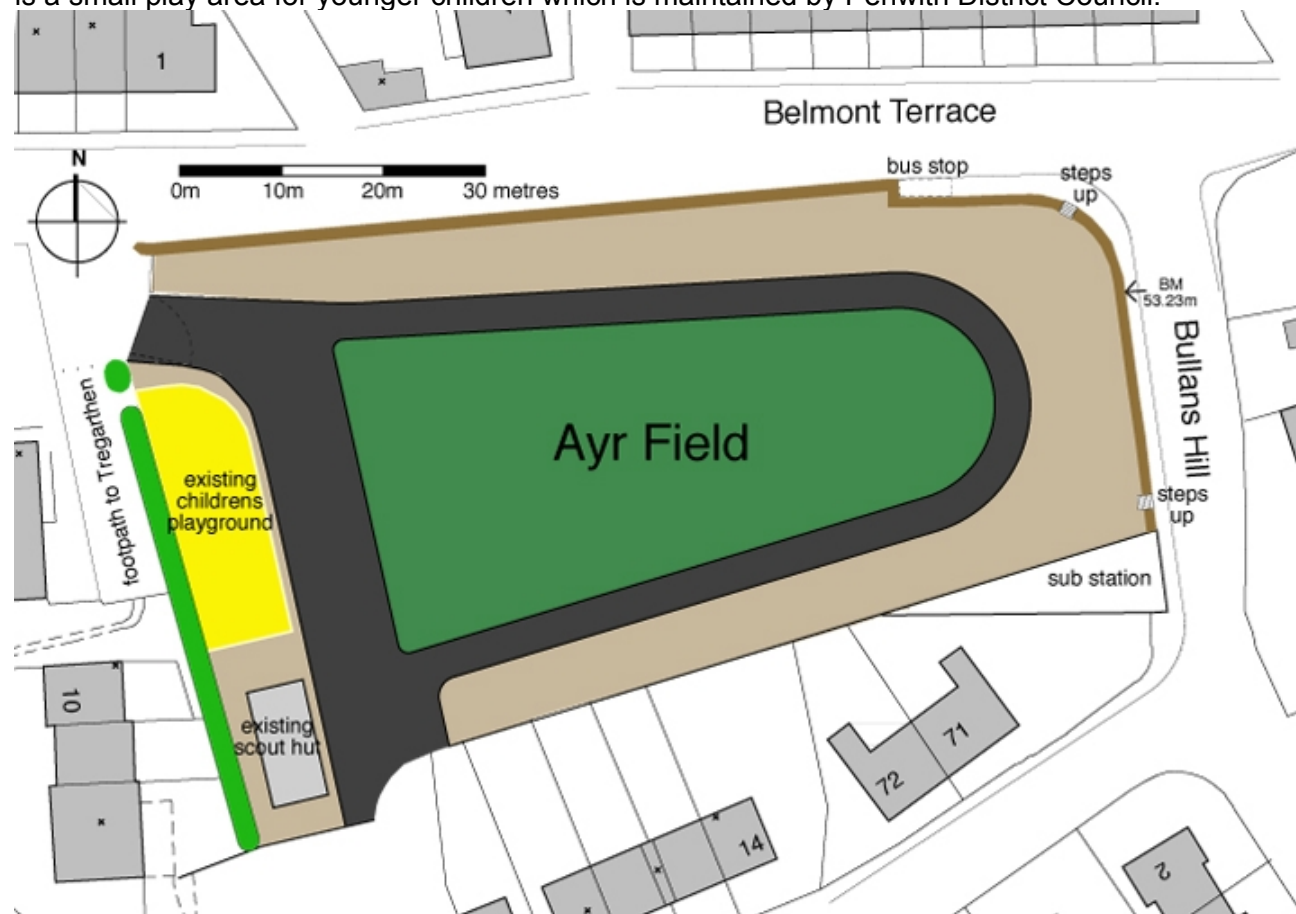 is a small play area for younger children which is maintained by Penwith District Council.
1
Belmont Terrace
N
0m 10m 20m 30 metres
bus stop
steps
up
BM
53.23m
Bullans Hill
footpath to Tregarthen
Ayr Field
existing
childrens
playground
steps
up
sub station
10
existing
scout hut
71
72
14
2